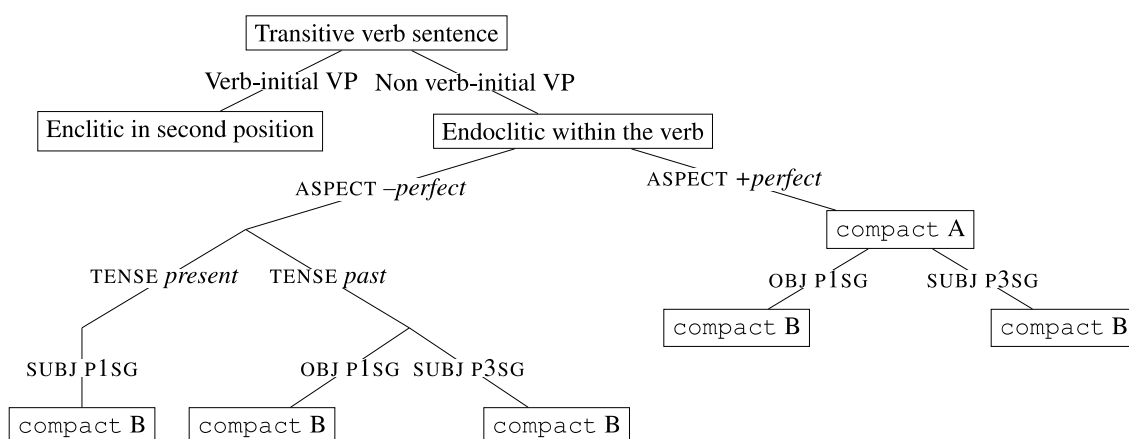 Transitive verb sentence
Verb-initial VP Non verb-initial VP
Enclitic in second position Endoclitic within the verb
ASPECT –perfect ASPECT +perfect
compact A
TENSE present TENSE past OBJ P1SG SUBJ P3SG
compact B compact B
SUBJ P1SG OBJ P1SG SUBJ P3SG
compact B compact B compact B